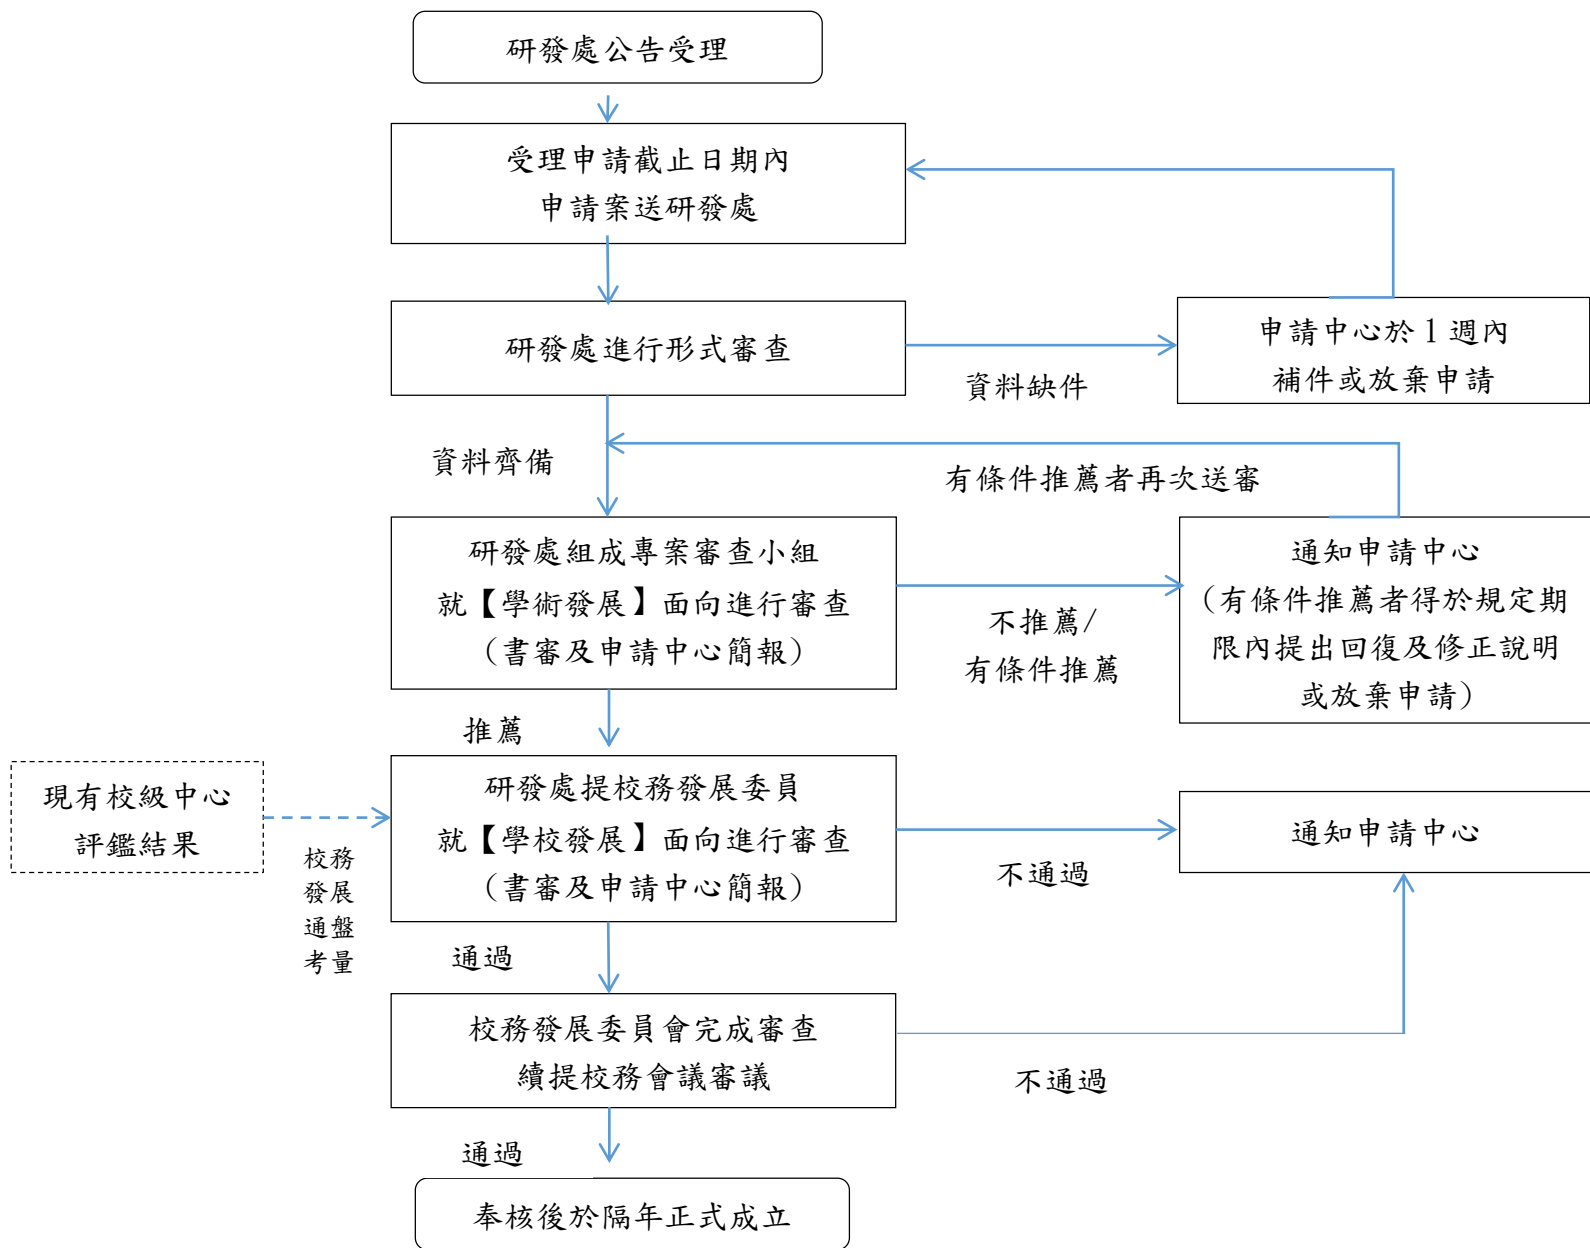 研發處公告受理
受理申請截止日期內
申請案送研發處
研發處進行形式審查
資料缺件
申請中心於 1 週內
補件或放棄申請
資料齊備
有條件推薦者再次送審
研發處組成專案審查小組
就【學術發展】面向進行審查
（書審及申請中心簡報）
不推薦/
有條件推薦
通知申請中心
（有條件推薦者得於規定期
限內提出回復及修正說明
或放棄申請）
推薦
現有校級中心
評鑑結果
校務
發展
通盤
考量
研發處提校務發展委員
就【學校發展】面向進行審查
（書審及申請中心簡報）
不通過
通知申請中心
通過
校務發展委員會完成審查
續提校務會議審議
不通過
通過
奉核後於隔年正式成立